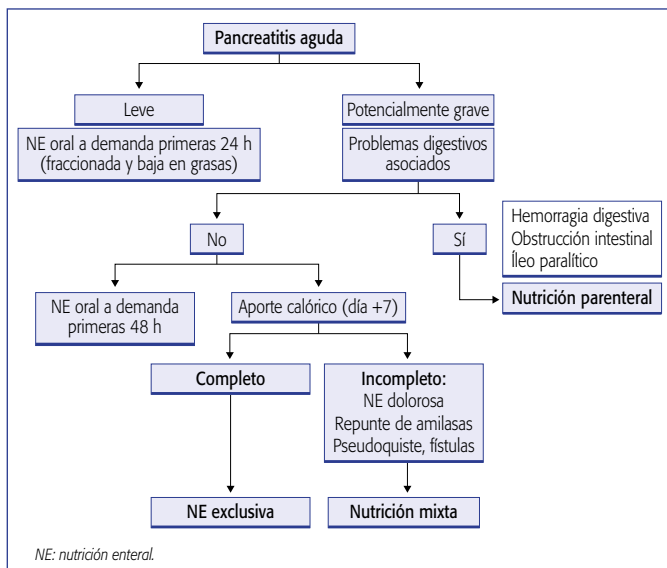 Pancreatitis aguda
Leve
Potencialmente grave
NE oral a demanda primeras 24 h
(fraccionada y baja en grasas)
Problemas digestivos
asociados
No
Sí
Hemorragia digestiva
Obstrucción intestinal
Íleo paralítico
NE oral a demanda
primeras 48 h
Aporte calórico (día +7)
Nutrición parenteral
Completo
Incompleto:
NE dolorosa
Repunte de amilasas
Pseudoquiste, fístulas
NE exclusiva
Nutrición mixta
NE: nutrición enteral.